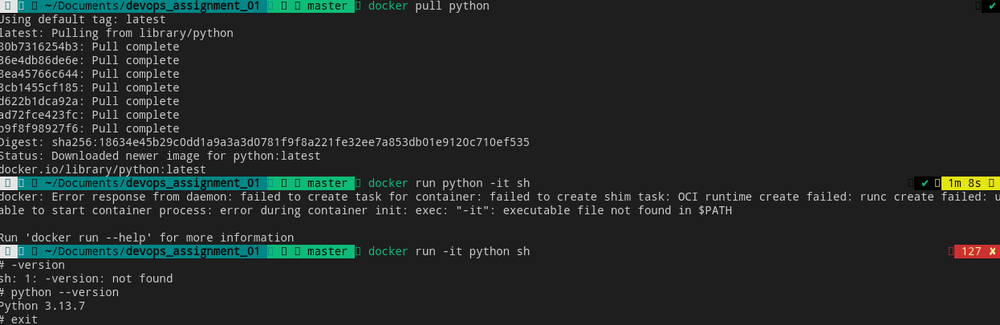 ~/Documents/devops_assignment_01 master docker pull python ✔
Using default tag: latest
latest: Pulling from library/python
80b7316254b3: Pull complete
36e4db86de6e: Pull complete
8ea45766c644: Pull complete
3cb1455cf185: Pull complete
d622b1dca92a: Pull complete
ad72fce423fc: Pull complete
b9f8f98927f6: Pull complete
Digest: sha256:18634e45b29c0dd1a9a3a3d0781f9f8a221fe32ee7a853db01e9120c710ef535
Status: Downloaded newer image for python:latest
docker.io/library/python:latest
~/Documents/devops_assignment_01 master docker run python -it sh ✔ 1m 8s
docker: Error response from daemon: failed to create task for container: failed to create shim task: OCI runtime create failed: runc create failed: u
able to start container process: error during container init: exec: "-it": executable file not found in $PATH
Run 'docker run --help' for more information
~/Documents/devops_assignment_01 master docker run -it python sh 127 ✘
# -version
sh: 1: -version: not found
# python --version
Python 3.13.7
# exit